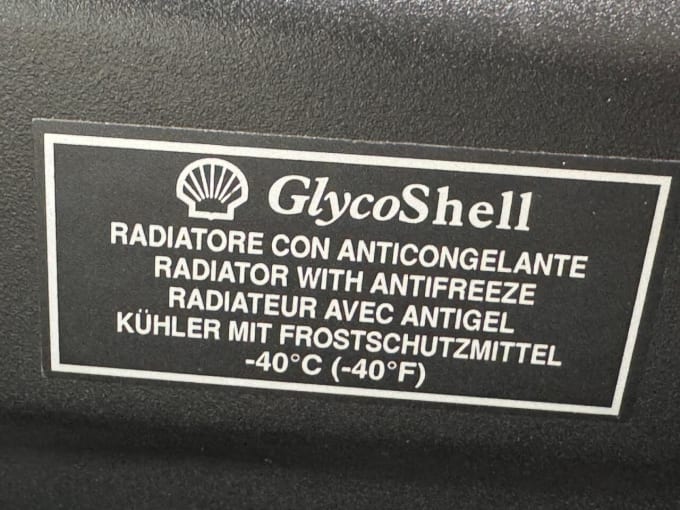 GlycoShell
RADIATORE CON ANTICONGELANTE
RADIATOR WITH ANTIFREEZE
RADIATEUR AVEC ANTIGEL
KÜHLER MIT FROSTSCHUTZMITTEL
-40°C (-40°F)